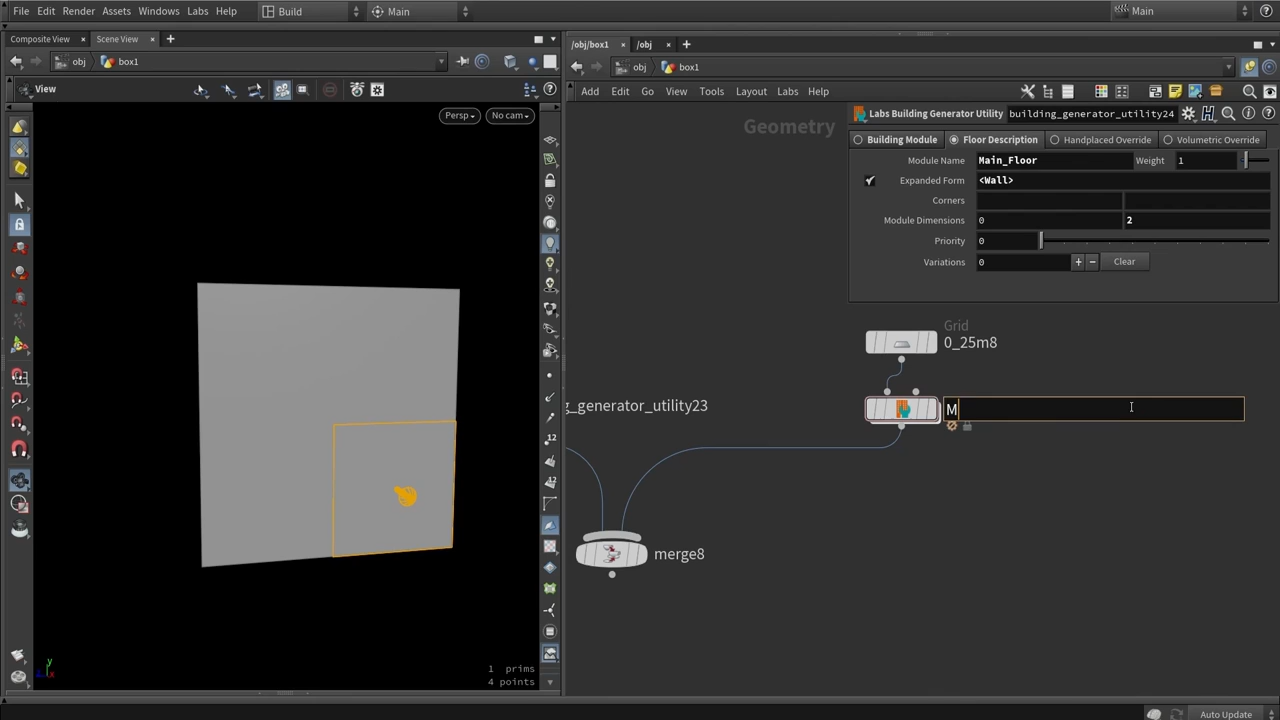 File Edit Render Assets Windows Labs Help Build Main Main
Composite View Scene View
/obj/box1 /obj
obj box1
obj box1
View
Add Edit Go View Tools Layout Labs Help
Persp No cam
Geometry
Labs Building Generator Utility building_generator_utility24
Building Module Floor Description Handplaced Override Volumetric Override
Module Name Main_Floor Weight 1
Expanded Form <Wall>
Corners
Module Dimensions 0 2
Priority 0
Variations 0 + − Clear
Grid
0_25m8
g_generator_utility23
M
12
12
merge8
y
x
1 prims
4 points
Auto Update